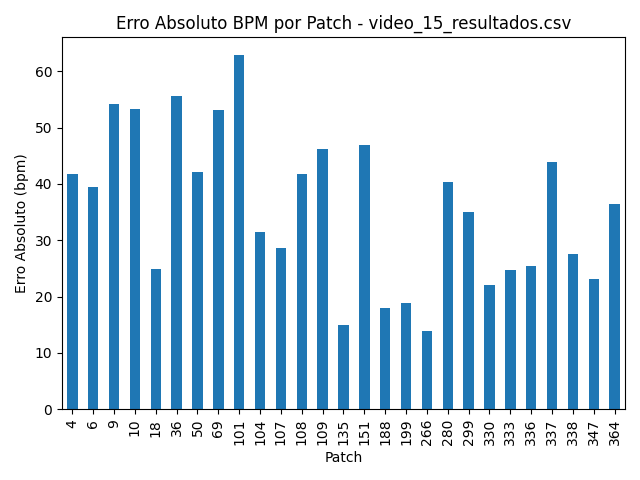 Erro Absoluto BPM por Patch - video_15_resultados.csv
Erro Absoluto (bpm)
60
50
40
30
20
10
0
4 6 9 10 18 36 50 69 101 104 107 108 109 135 151 188 199 266 280 299 330 333 336 337 338 347 364
Patch